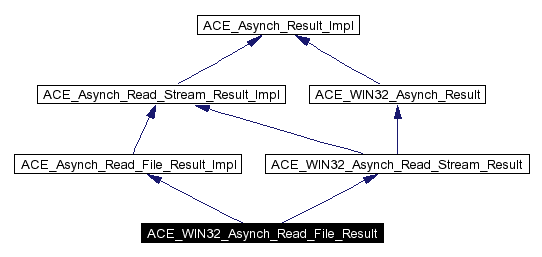 ACE_Asynch_Result_Impl
ACE_Asynch_Read_Stream_Result_Impl
ACE_WIN32_Asynch_Result
ACE_Asynch_Read_File_Result_Impl
ACE_WIN32_Asynch_Read_Stream_Result
ACE_WIN32_Asynch_Read_File_Result